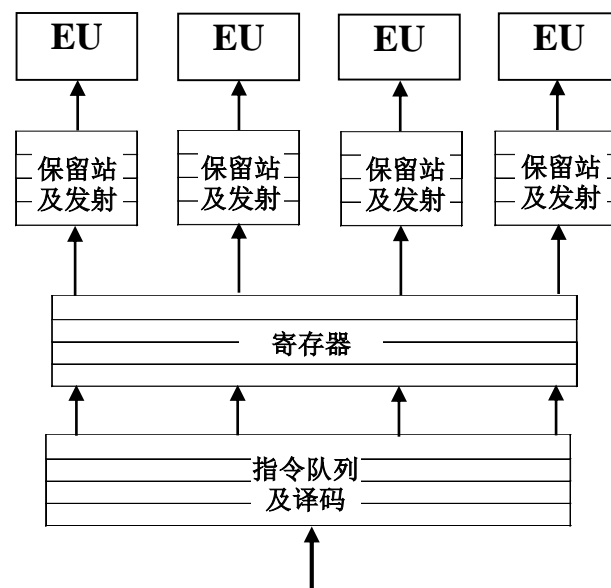 EU EU EU EU
保留站 保留站 保留站 保留站
及发射 及发射 及发射 及发射
寄存器
指令队列
及译码